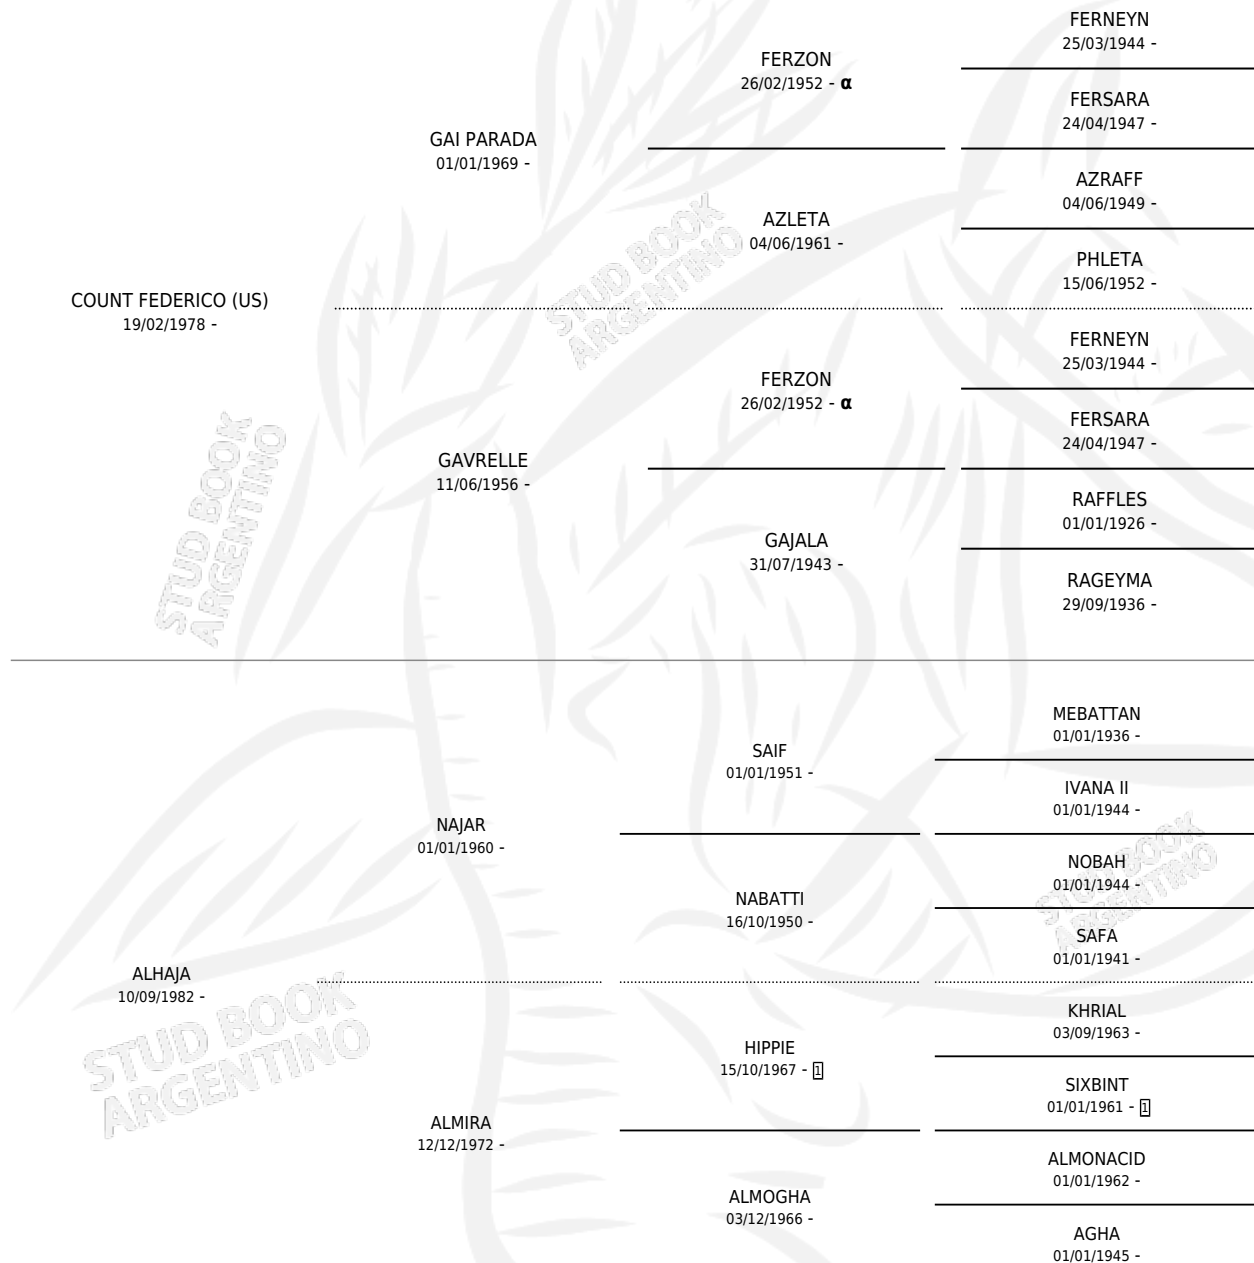 FERNEYN
25/03/1944 -
FERZON
26/02/1952 - α
FERSARA
24/04/1947 -
GAI PARADA
01/01/1969 -
AZRAFF
04/06/1949 -
AZLETA
04/06/1961 -
PHLETA
15/06/1952 -
COUNT FEDERICO (US)
19/02/1978 -
FERNEYN
25/03/1944 -
FERZON
26/02/1952 - α
FERSARA
24/04/1947 -
GAVRELLE
11/06/1956 -
RAFFLES
01/01/1926 -
GAJALA
31/07/1943 -
RAGEYMA
29/09/1936 -
STUD BOOK
ARGENTINO
STUD BOOK
ARGENTINO
MEBATTAN
01/01/1936 -
SAIF
01/01/1951 -
IVANA II
01/01/1944 -
NAJAR
01/01/1960 -
NOBAH
01/01/1944 -
NABATTI
16/10/1950 -
SAFA
01/01/1941 -
STUD BOOK
ARGENTINO
ALHAJA
10/09/1982 -
KHRIAL
03/09/1963 -
HIPPIE
15/10/1967 - 1
SIXBINT
01/01/1961 - 1
ALMIRA
12/12/1972 -
ALMONACID
01/01/1962 -
ALMOGHA
03/12/1966 -
AGHA
01/01/1945 -
STUD BOOK
ARGENTINO